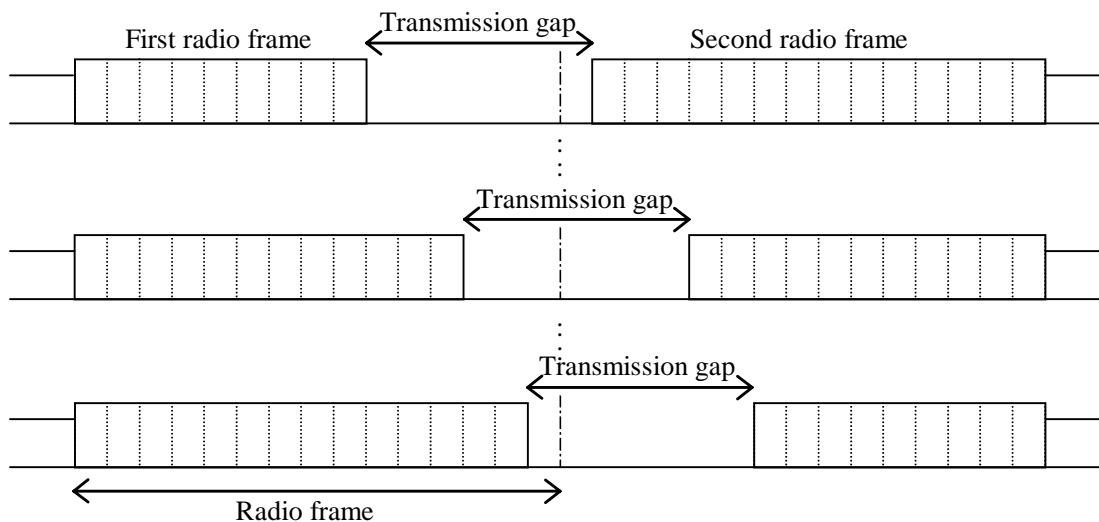 Transmission gap
First radio frame
Second radio frame
Transmission gap
Transmission gap
Radio frame